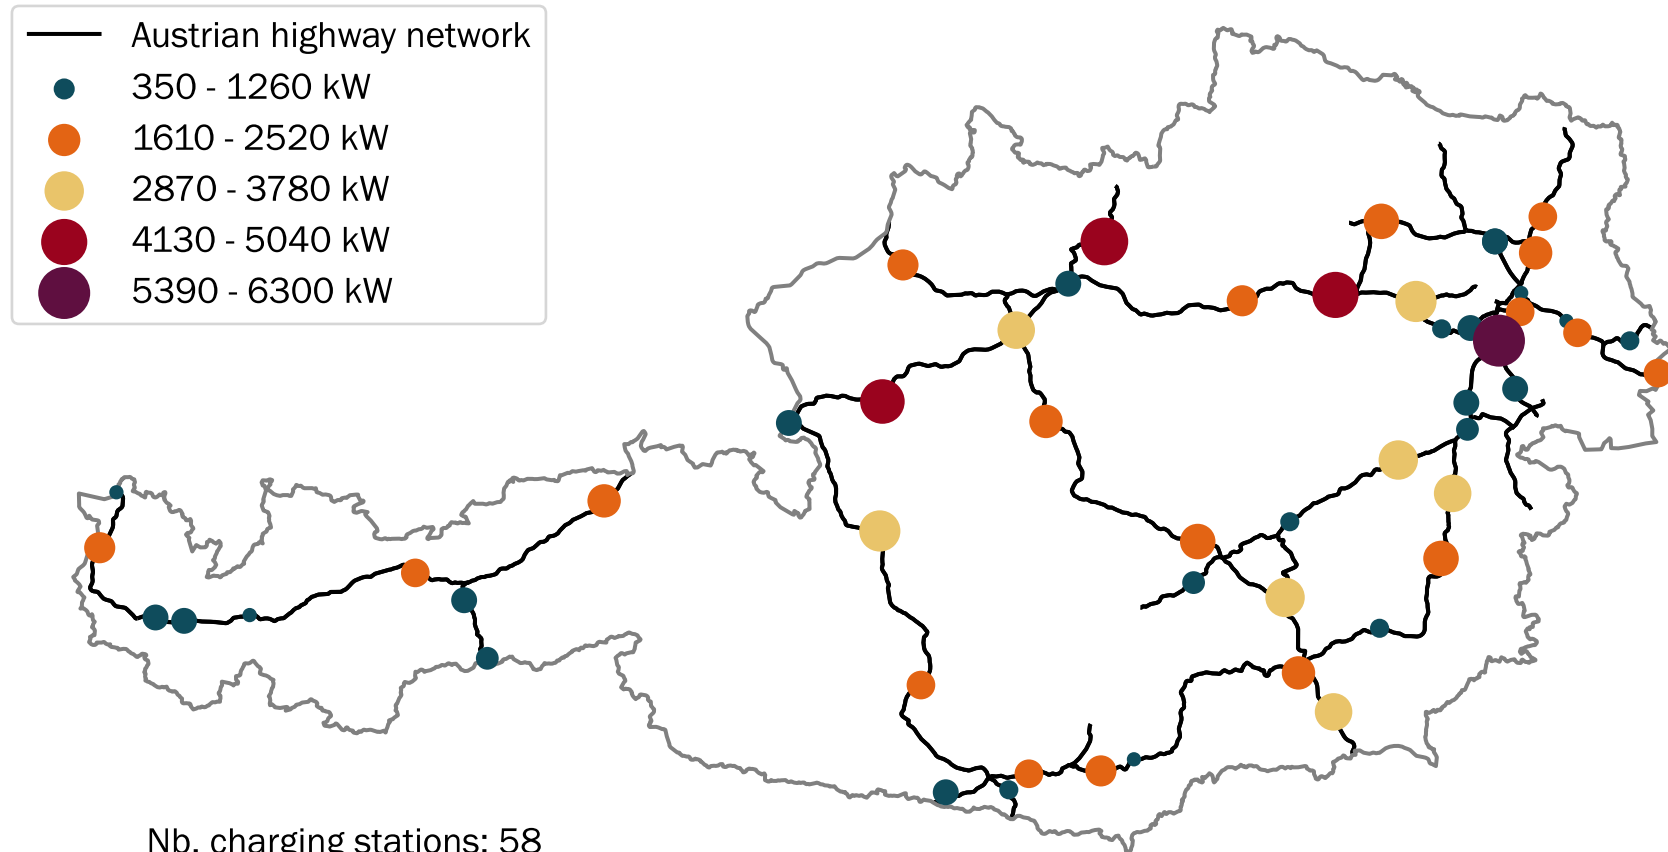 Austrian highway network
350 - 1260 kW
1610 - 2520 kW
2870 - 3780 kW
4130 - 5040 kW
5390 - 6300 kW
Nb. charging stations: 58